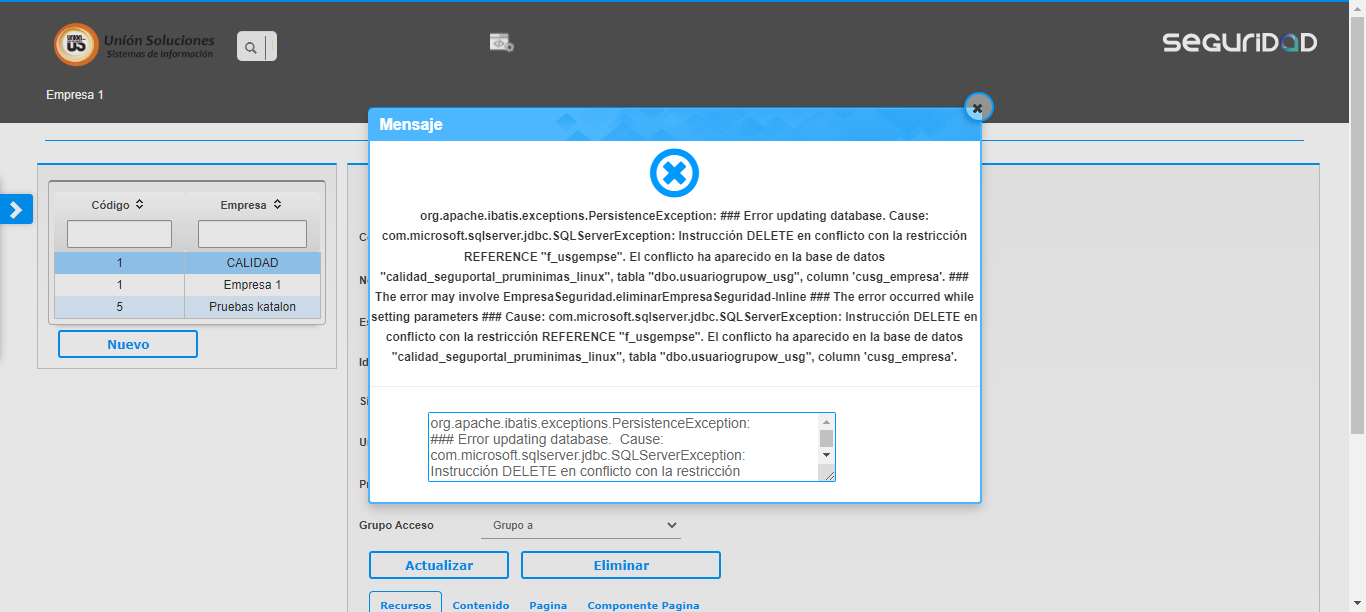 UNION
US
Unión Soluciones
Sistemas de Información
SEGURIDAD
Empresa 1
Mensaje
org.apache.ibatis.exceptions.PersistenceException: ### Error updating database. Cause:
com.microsoft.sqlserver.jdbc.SQLServerException: Instrucción DELETE en conflicto con la restricción
REFERENCE "f_usgempse". El conflicto ha aparecido en la base de datos
"calidad_seguportal_pruminimas_linux", tabla "dbo.usuariogrupow_usg", column 'cusg_empresa'. ###
The error may involve EmpresaSeguridad.eliminarEmpresaSeguridad-Inline ### The error occurred while
setting parameters ### Cause: com.microsoft.sqlserver.jdbc.SQLServerException: Instrucción DELETE en
conflicto con la restricción REFERENCE "f_usgempse". El conflicto ha aparecido en la base de datos
"calidad_seguportal_pruminimas_linux", tabla "dbo.usuariogrupow_usg", column 'cusg_empresa'.
org.apache.ibatis.exceptions.PersistenceException:
### Error updating database.  Cause:
com.microsoft.sqlserver.jdbc.SQLServerException:
Instrucción DELETE en conflicto con la restricción
Código Empresa
1 CALIDAD
1 Empresa 1
5 Pruebas katalon
Nuevo
Grupo Acceso Grupo a
Actualizar Eliminar
Recursos Contenido Pagina Componente Pagina